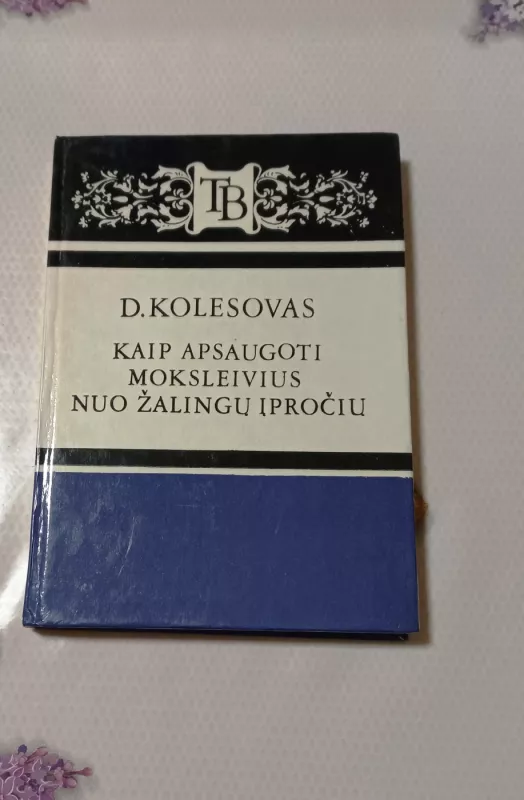 TB
D. KOLESOVAS
KAIP APSAUGOTI
MOKSLEIVIUS
NUO ŽALINGŲ ĮPROČIŲ